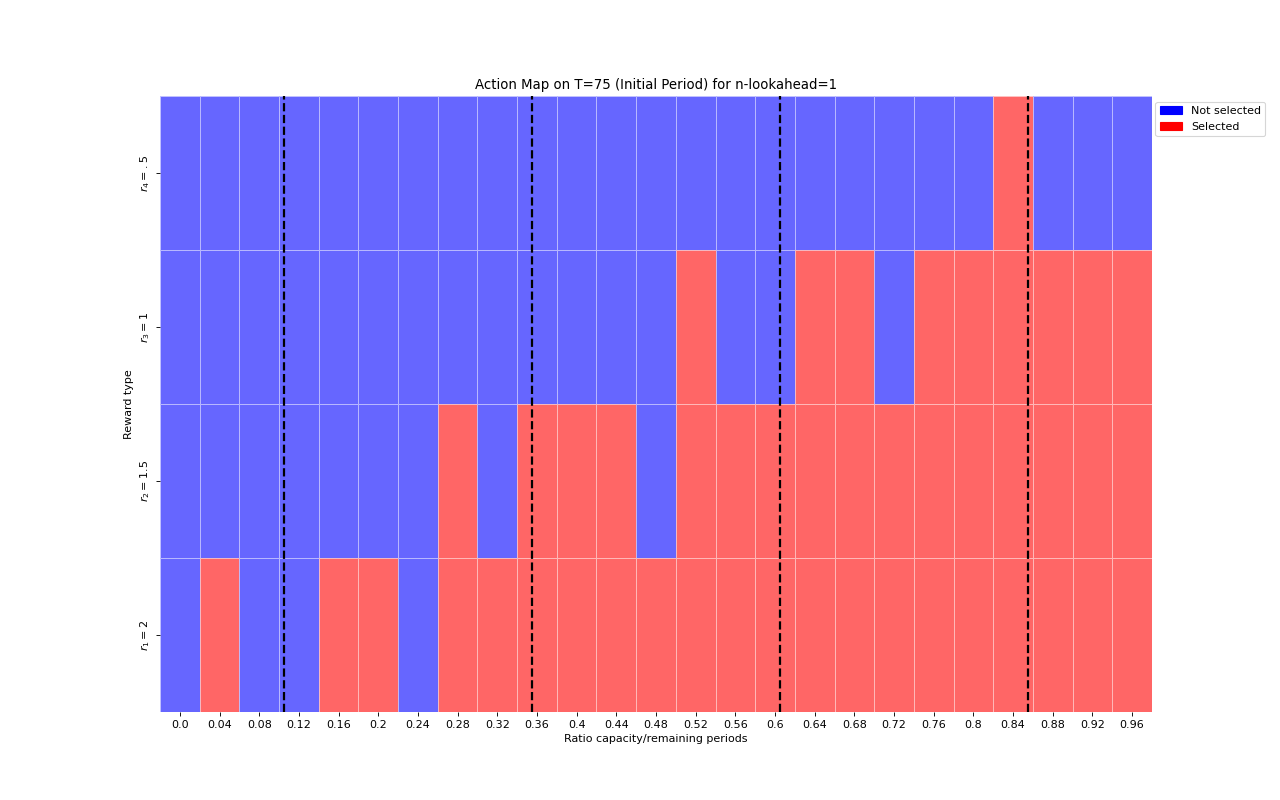 Action Map on T=75 (Initial Period) for n-lookahead=1
Not selected
Selected
Reward type
r₄ = .5
r₃ = 1
r₂ = 1.5
r₁ = 2
0.0 0.04 0.08 0.12 0.16 0.2 0.24 0.28 0.32 0.36 0.4 0.44 0.48 0.52 0.56 0.6 0.64 0.68 0.72 0.76 0.8 0.84 0.88 0.92 0.96
Ratio capacity/remaining periods